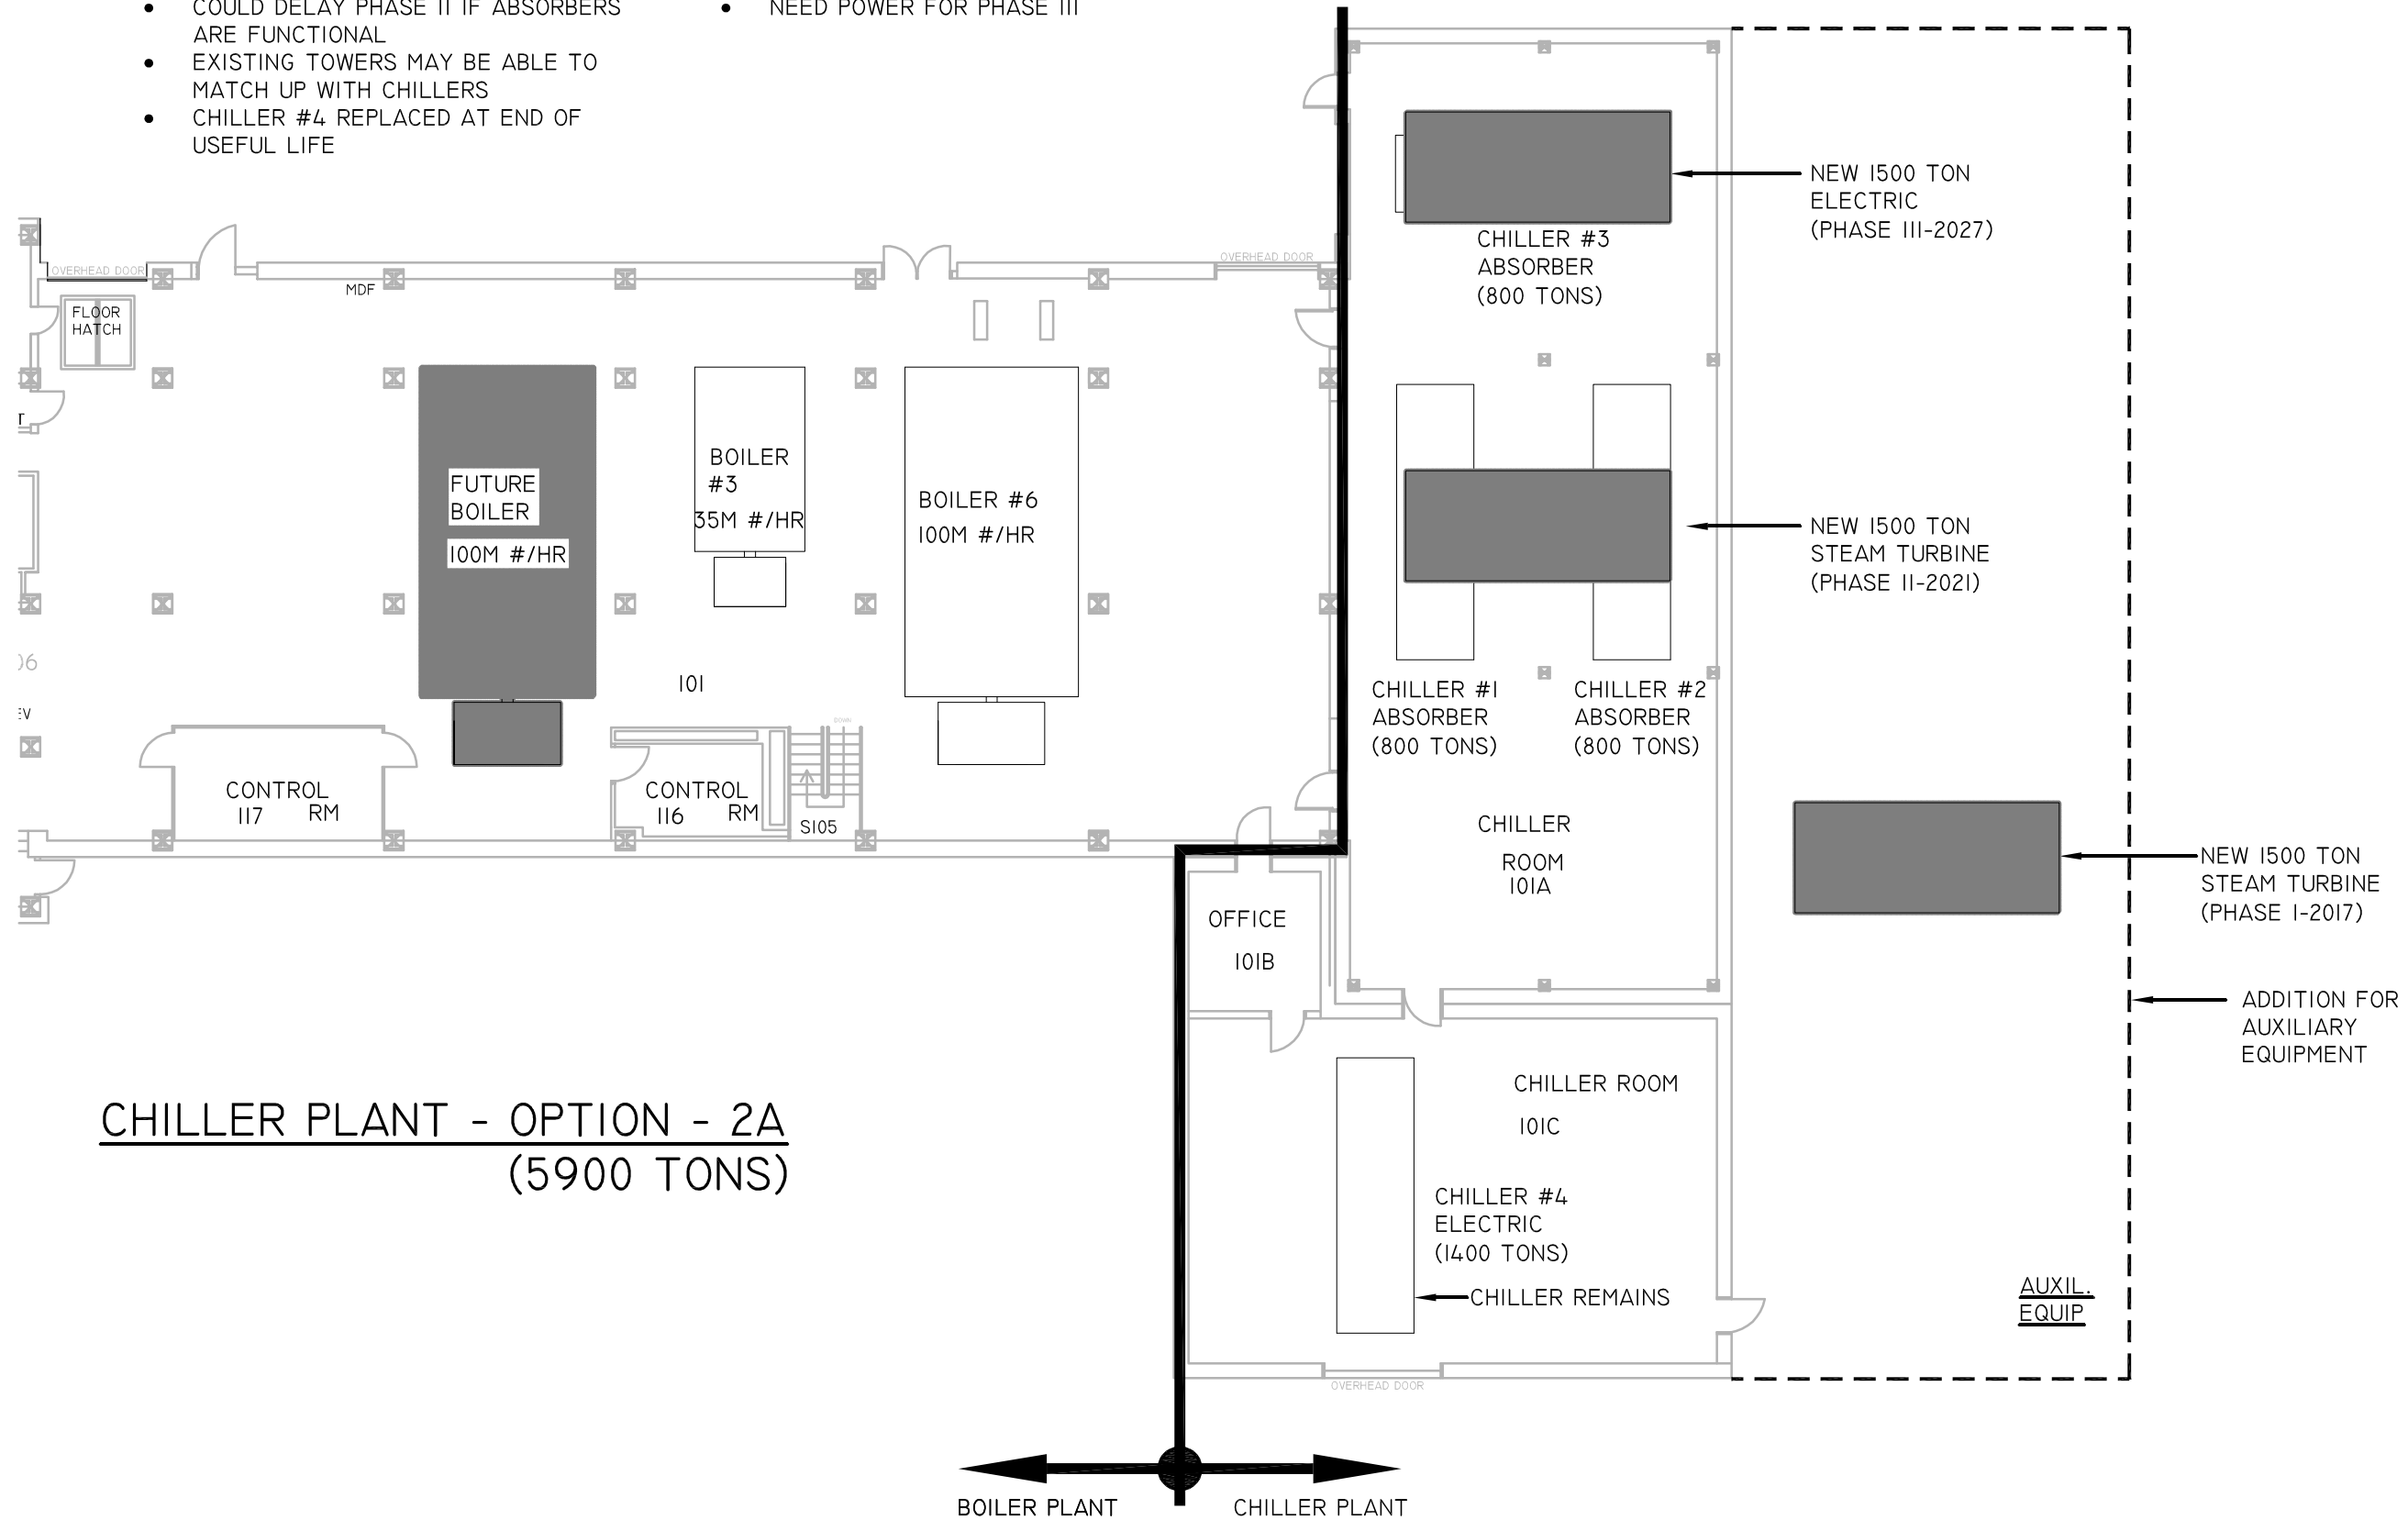 COULD DELAY PHASE II IF ABSORBERS
ARE FUNCTIONAL
EXISTING TOWERS MAY BE ABLE TO
MATCH UP WITH CHILLERS
CHILLER #4 REPLACED AT END OF
USEFUL LIFE
NEED POWER FOR PHASE III
OVERHEAD DOOR
MDF
OVERHEAD DOOR
FLOOR
HATCH
FUTURE
BOILER
100M #/HR
BOILER
#3
35M #/HR
BOILER #6
100M #/HR
101
CONTROL
117 RM
CONTROL
116 RM
DOWN
S105
NEW 1500 TON
ELECTRIC
(PHASE III-2027)
CHILLER #3
ABSORBER
(800 TONS)
NEW 1500 TON
STEAM TURBINE
(PHASE II-2021)
CHILLER #1
ABSORBER
(800 TONS)
CHILLER #2
ABSORBER
(800 TONS)
CHILLER
ROOM
101A
NEW 1500 TON
STEAM TURBINE
(PHASE I-2017)
OFFICE
101B
ADDITION FOR
AUXILIARY
EQUIPMENT
CHILLER ROOM
101C
CHILLER #4
ELECTRIC
(1400 TONS)
CHILLER REMAINS
AUXIL.
EQUIP
OVERHEAD DOOR
CHILLER PLANT - OPTION - 2A
(5900 TONS)
BOILER PLANT
CHILLER PLANT